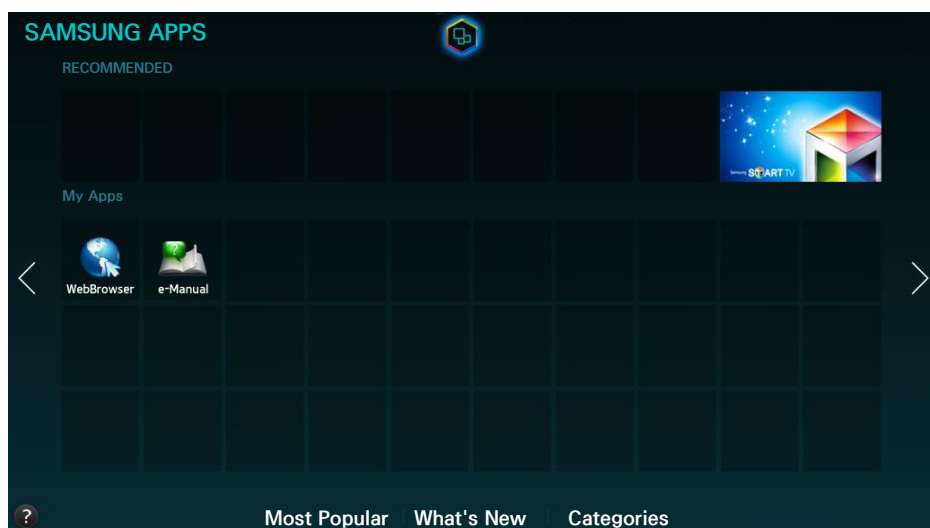 SAMSUNG APPS
RECOMMENDED
Samsung SMART TV
My Apps
WebBrowser
e-Manual
?
Most Popular
What's New
Categories